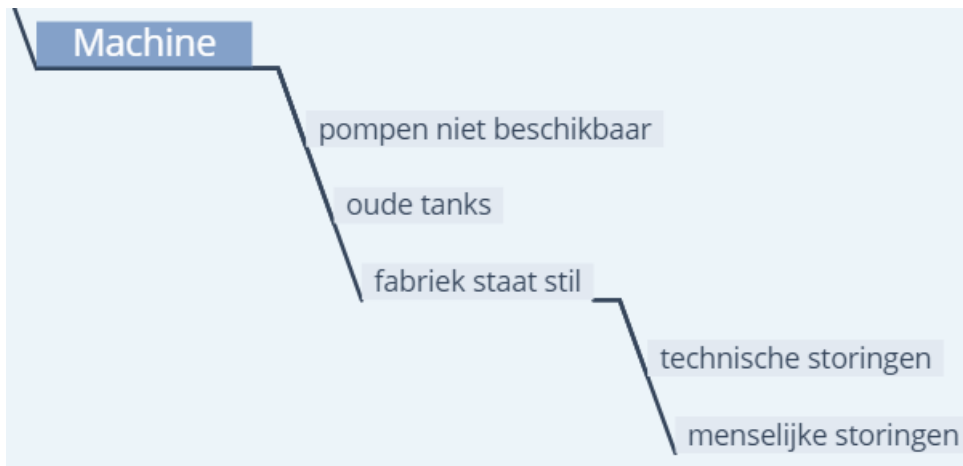 Machine
pompen niet beschikbaar
oude tanks
fabriek staat stil
technische storingen
menselijke storingen